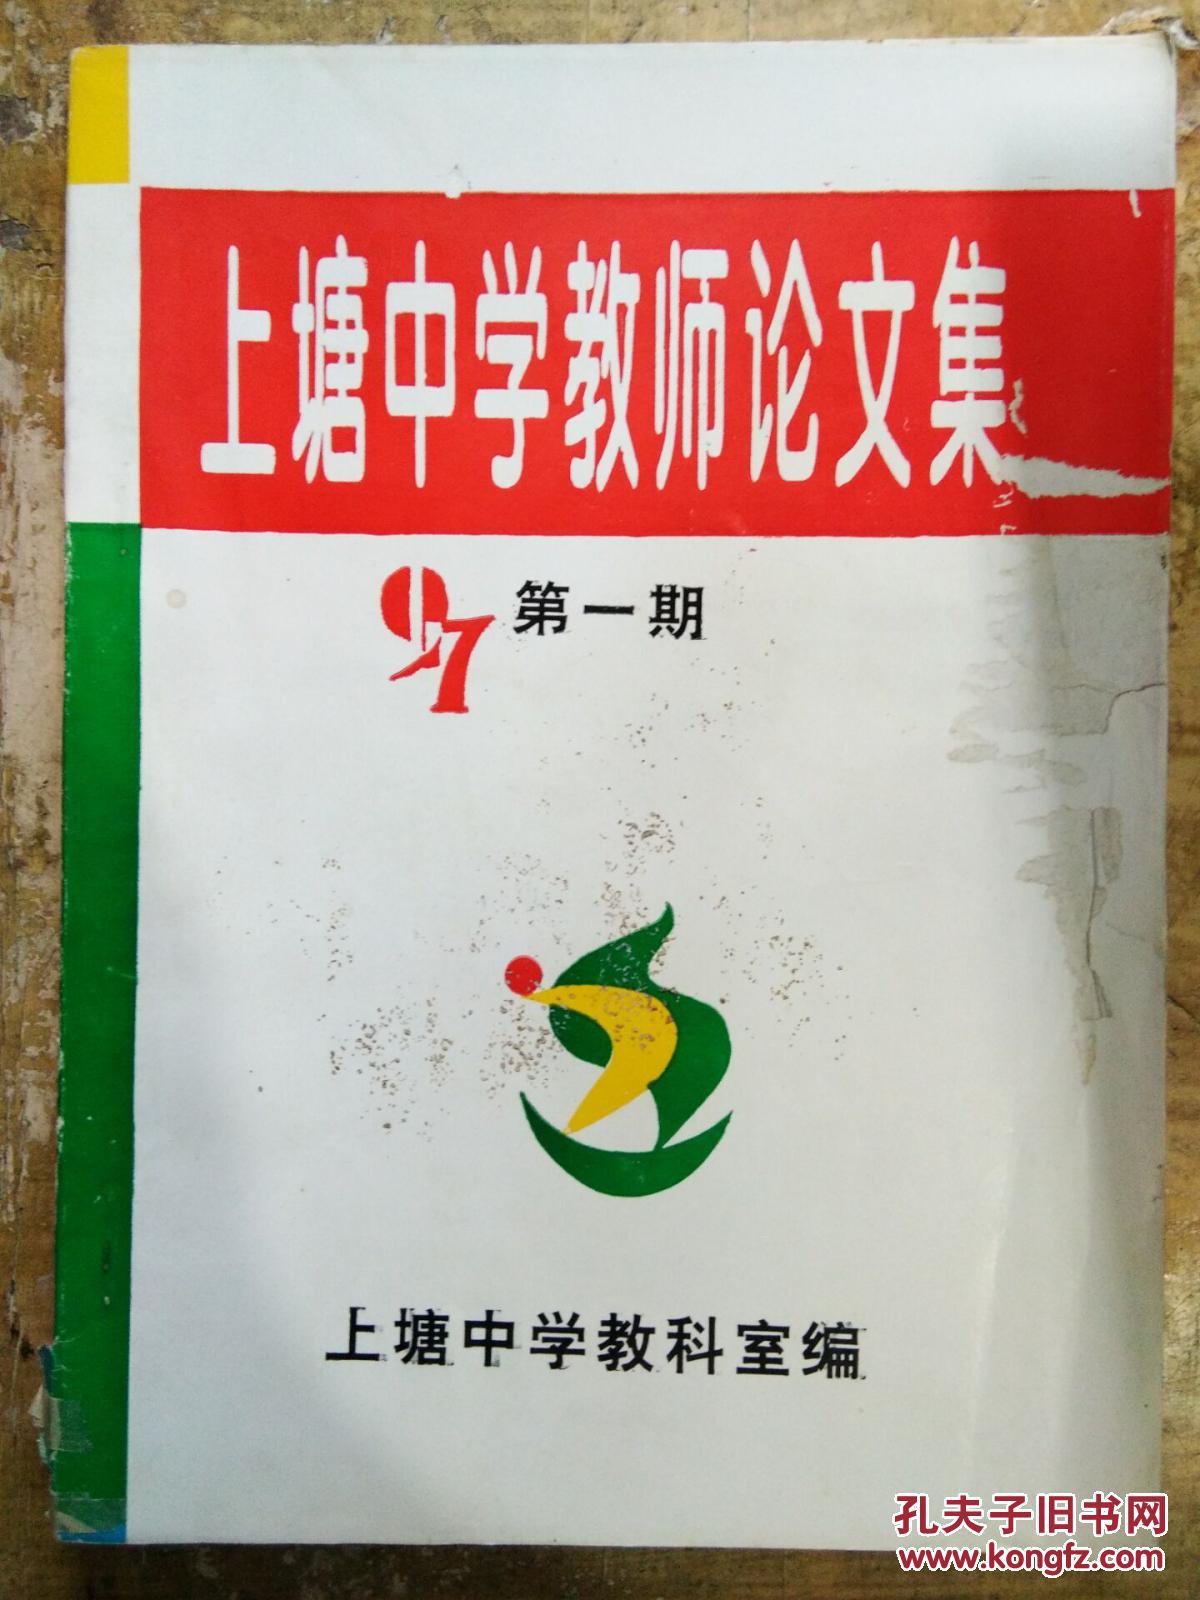 上塘中学教师论文集
97 第一期
上塘中学教科室编
孔夫子旧书网
www.kongfz.com